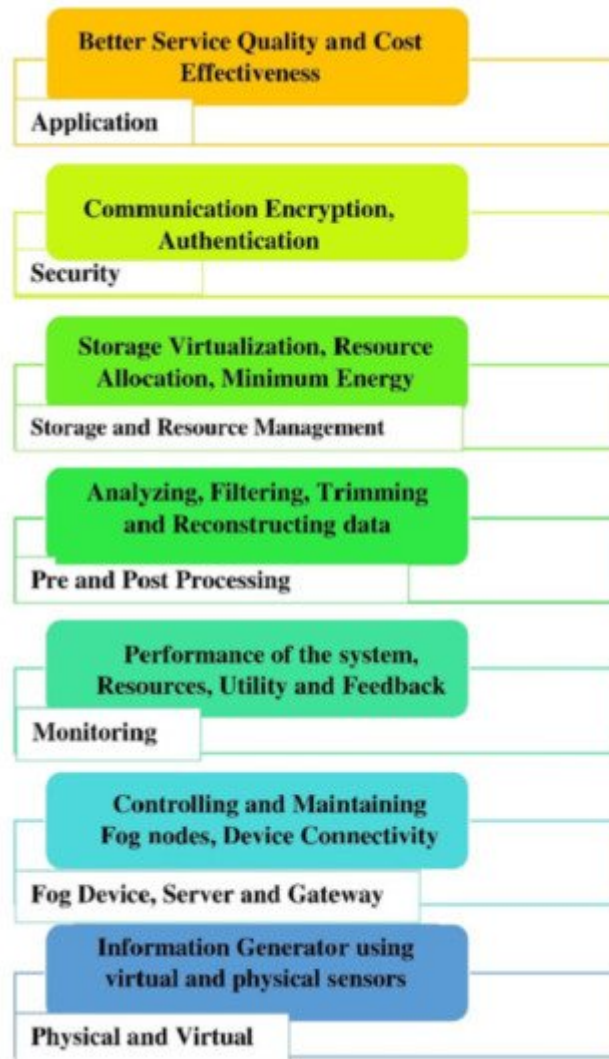 Better Service Quality and Cost
Effectiveness
Application
Communication Encryption,
Authentication
Security
Storage Virtualization, Resource
Allocation, Minimum Energy
Storage and Resource Management
Analyzing, Filtering, Trimming
and Reconstructing data
Pre and Post Processing
Performance of the system,
Resources, Utility and Feedback
Monitoring
Controlling and Maintaining
Fog nodes, Device Connectivity
Fog Device, Server and Gateway
Information Generator using
virtual and physical sensors
Physical and Virtual